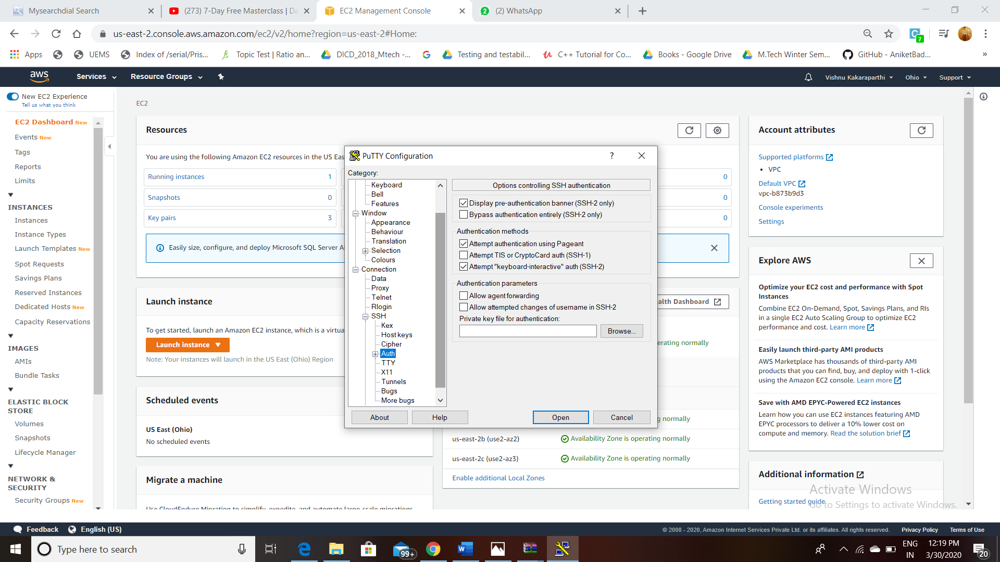 Mysearchdial Search
(273) 7-Day Free Masterclass | Da
EC2 Management Console
2
(2) WhatsApp
us-east-2.console.aws.amazon.com/ec2/v2/home?region=us-east-2#Home:
C
7
Apps
UEMS
Index of /serial/Pris...
Topic Test | Ratio an...
DICD_2018_Mtech -...
Testing and testabil...
C++ Tutorial for Co...
Books - Google Drive
M.Tech Winter Sem...
GitHub - AniketBad...
»
aws
Services
Resource Groups
Vishnu Kakaraparthi
Ohio
Support
New EC2 Experience
Tell us what you think
EC2 Dashboard New
Events New
Tags
Reports
Limits
INSTANCES
Instances
Instance Types
Launch Templates New
Spot Requests
Savings Plans
Reserved Instances
Dedicated Hosts New
Capacity Reservations
IMAGES
AMIs
Bundle Tasks
ELASTIC BLOCK
STORE
Volumes
Snapshots
Lifecycle Manager
NETWORK &
SECURITY
Security Groups New
EC2
Resources
You are using the following Amazon EC2 resources in the US Eas
Running instances 1
0
Snapshots 0
0
Key pairs 3
0
Easily size, configure, and deploy Microsoft SQL Server Al
Launch instance
To get started, launch an Amazon EC2 instance, which is a virtua
Launch instance
Note: Your instances will launch in the US East (Ohio) Region
Scheduled events
US East (Ohio)
No scheduled events
Migrate a machine
Use CloudEndure Migration to simplify, expedite, and automate large-scale migrations
PuTTY Configuration
?
Category:
Keyboard
Bell
Features
Window
Appearance
Behaviour
Translation
Selection
Colours
Connection
Data
Proxy
Telnet
Rlogin
SSH
Kex
Host keys
Cipher
Auth
TTY
X11
Tunnels
Bugs
More bugs
Options controlling SSH authentication
Display pre-authentication banner (SSH-2 only)
Bypass authentication entirely (SSH-2 only)
Authentication methods
Attempt authentication using Pageant
Attempt TIS or CryptoCard auth (SSH-1)
Attempt "keyboard-interactive" auth (SSH-2)
Authentication parameters
Allow agent forwarding
Allow attempted changes of username in SSH-2
Private key file for authentication:
Browse...
About
Help
Open
Cancel
alth Dashboard
erating normally
g normally
us-east-2b (use2-az2)
Availability Zone is operating normally
us-east-2c (use2-az3)
Availability Zone is operating normally
Enable additional Local Zones
Account attributes
Supported platforms
• VPC
Default VPC
vpc-b873b9d3
Console experiments
Settings
Explore AWS
Optimize your EC2 cost and performance with Spot
Instances
Combine EC2 On-Demand, Spot, Savings Plans, and RIs
in a single EC2 Auto Scaling Group to optimize EC2
performance and cost. Learn more
Easily launch third-party AMI products
AWS Marketplace has thousands of third-party AMI
products that you can find, buy, and deploy with 1-click
using the Amazon EC2 console. Learn more
Save with AMD EPYC-Powered EC2 instances
Learn how you can use EC2 instances featuring AMD
EPYC processors to deliver a 10% lower cost on
compute and memory. Read the solution brief
Additional information
Getting started guide
Activate Windows
Go to Settings to activate Windows.
Feedback
English (US)
© 2008 - 2020, Amazon Internet Services Private Ltd. or its affiliates. All rights reserved.
Privacy Policy
Terms of Use
Type here to search
99+
ENG
IN
12:19 PM
3/30/2020
20